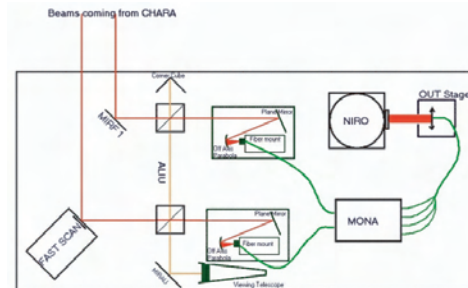 Beams coming from CHARA
Corner Cube
OUT Stage
MIRF 1
Plane Mirror
NIRO
Off Axis
Parabola
Fiber mount
Plane Mirror
MONA
FAST SCAN
Off Axis
Parabola
Fiber mount
Viewing Telescope